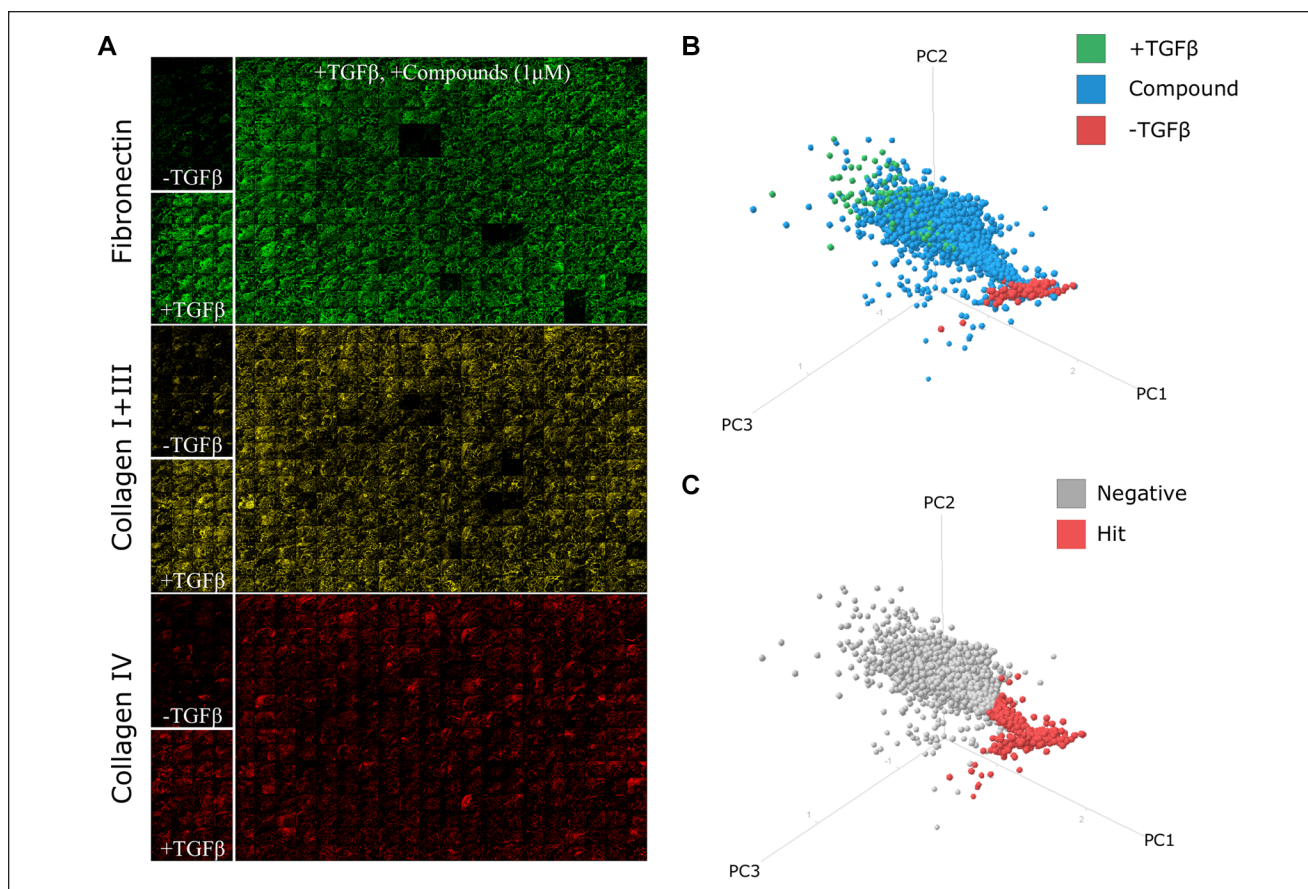 A
Fibronectin
-TGFβ
+TGFβ
+TGFβ, +Compounds (1μM)
Collagen I+III
-TGFβ
+TGFβ
Collagen IV
-TGFβ
+TGFβ
B
+TGFβ
Compound
-TGFβ
PC2
-1
1
2
PC1
PC3
C
Negative
Hit
PC2
-1
1
2
PC1
PC3